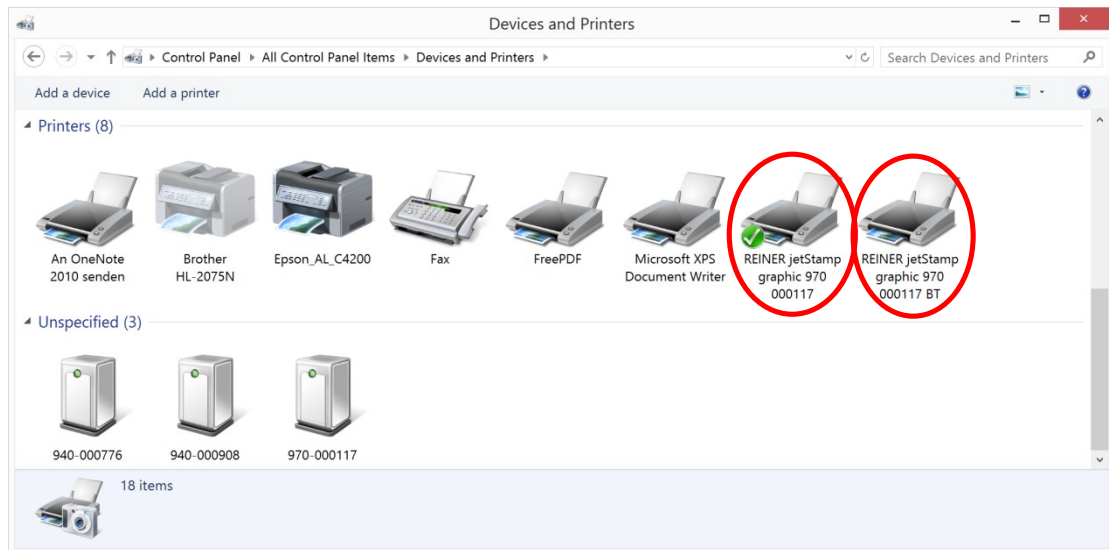 Devices and Printers
Control Panel ▸ All Control Panel Items ▸ Devices and Printers ▸
Search Devices and Printers
Add a device Add a printer
Printers (8)
An OneNote 2010 senden
Brother HL-2075N
Epson_AL_C4200
Fax
FreePDF
Microsoft XPS Document Writer
REINER jetStamp graphic 970 000117
REINER jetStamp graphic 970 000117 BT
Unspecified (3)
940-000776
940-000908
970-000117
18 items